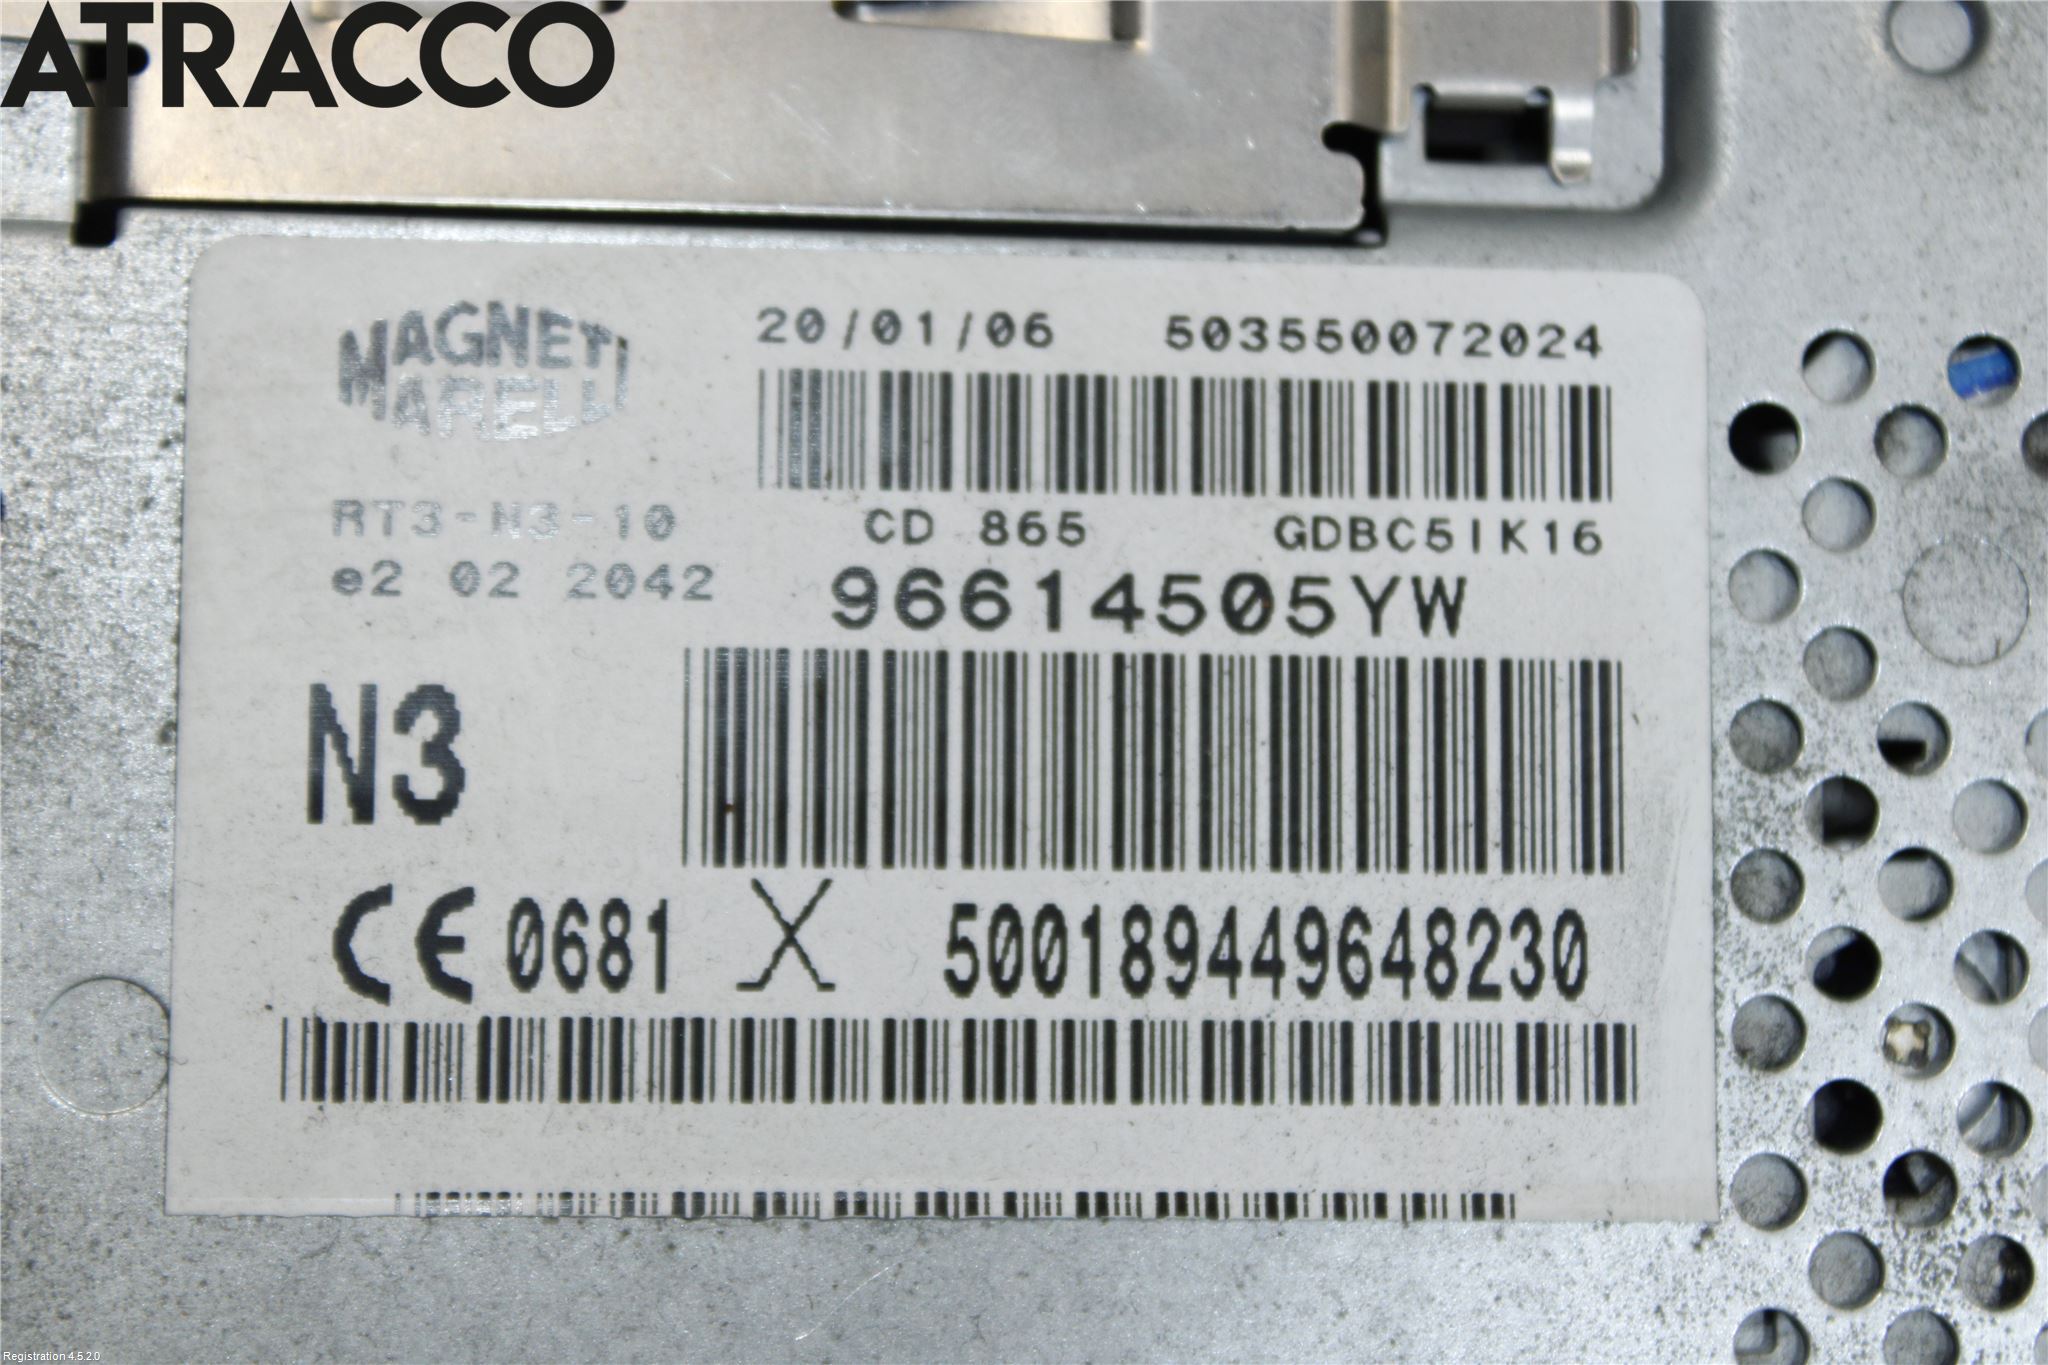 ATRACCO
MAGNETI
MARELLI
20/01/06 503550072024
RT3-N3-10
CD 865 GDBC5IK16
e2 02 2042
96614505YW
N3
CE 0681 500189449648230
Registration 4.5.2.0